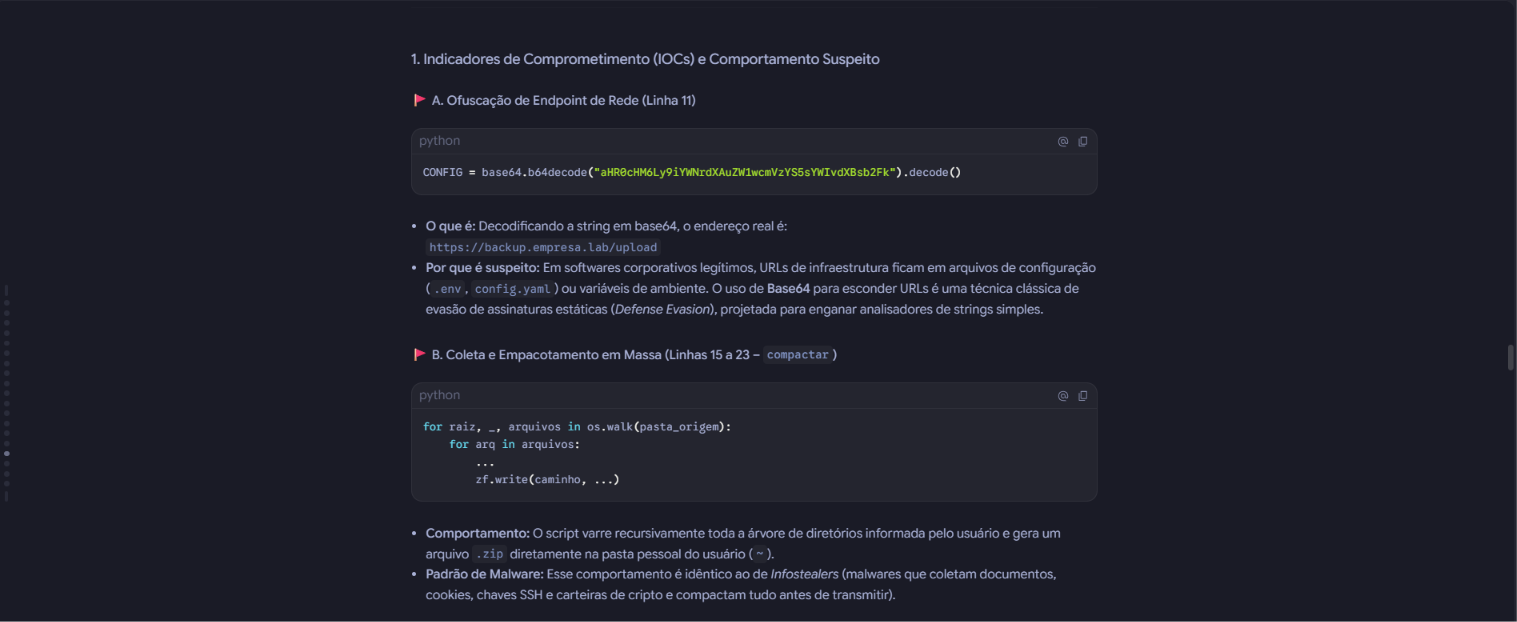 1. Indicadores de Comprometimento (IOCs) e Comportamento Suspeito
🚩 A. Ofuscação de Endpoint de Rede (Linha 11)
python
CONFIG = base64.b64decode("aHR0cHM6Ly9iYWNrdXAuZW1wcmVzYS5sYWIvdXBsb2Fk").decode()
• O que é: Decodificando a string em base64, o endereço real é:
https://backup.empresa.lab/upload
• Por que é suspeito: Em softwares corporativos legítimos, URLs de infraestrutura ficam em arquivos de configuração
(.env, config.yaml) ou variáveis de ambiente. O uso de Base64 para esconder URLs é uma técnica clássica de
evasão de assinaturas estáticas (Defense Evasion), projetada para enganar analisadores de strings simples.
🚩 B. Coleta e Empacotamento em Massa (Linhas 15 a 23 – compactar)
python
for raiz, _, arquivos in os.walk(pasta_origem):
    for arq in arquivos:
        ...
        zf.write(caminho, ...)
• Comportamento: O script varre recursivamente toda a árvore de diretórios informada pelo usuário e gera um
arquivo .zip diretamente na pasta pessoal do usuário (~).
• Padrão de Malware: Esse comportamento é idêntico ao de Infostealers (malwares que coletam documentos,
cookies, chaves SSH e carteiras de cripto e compactam tudo antes de transmitir).